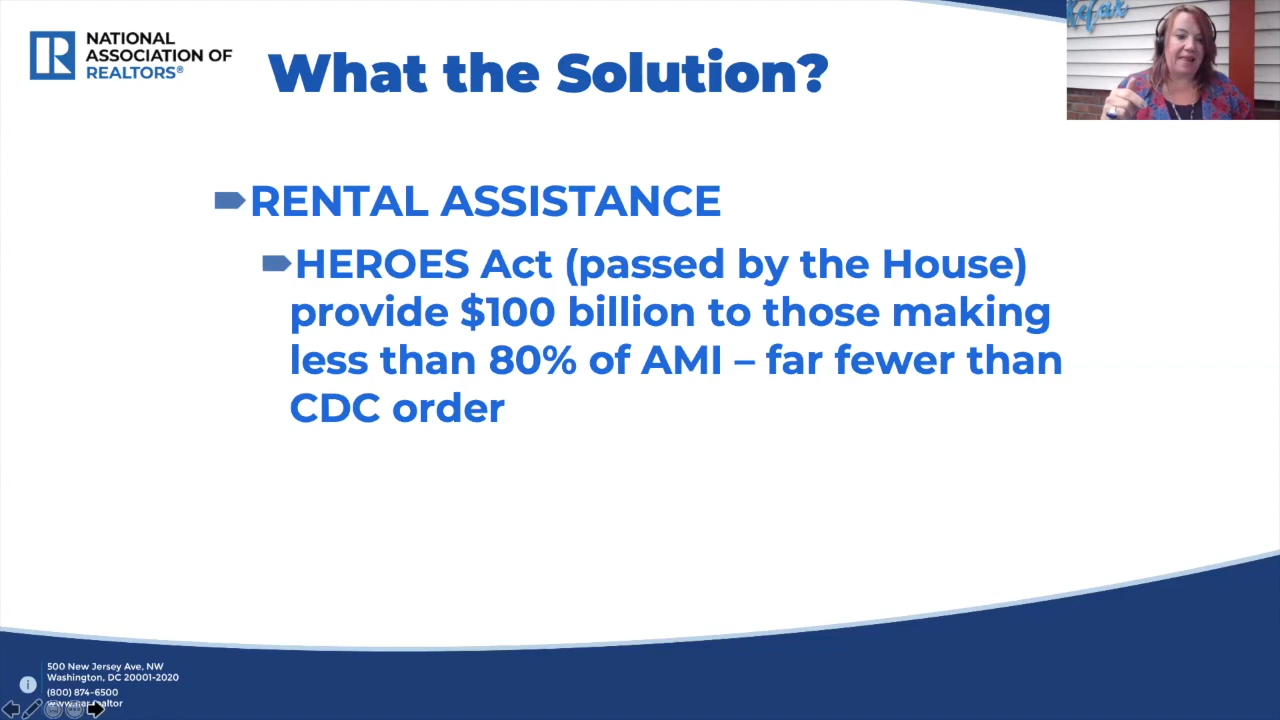 NATIONAL
ASSOCIATION OF
REALTORS®
What the Solution?
Relax
RENTAL ASSISTANCE
HEROES Act (passed by the House)
provide $100 billion to those making
less than 80% of AMI – far fewer than
CDC order
500 New Jersey Ave, NW
Washington, DC 20001-2020
(800) 874-6500